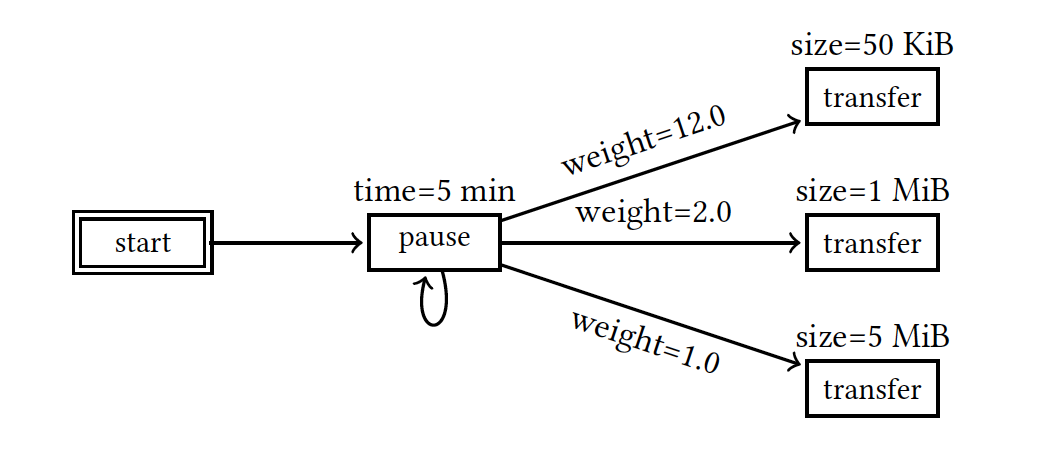 size=50 KiB
transfer
weight=12.0
time=5 min
size=1 MiB
weight=2.0
start
pause
transfer
weight=1.0
size=5 MiB
transfer